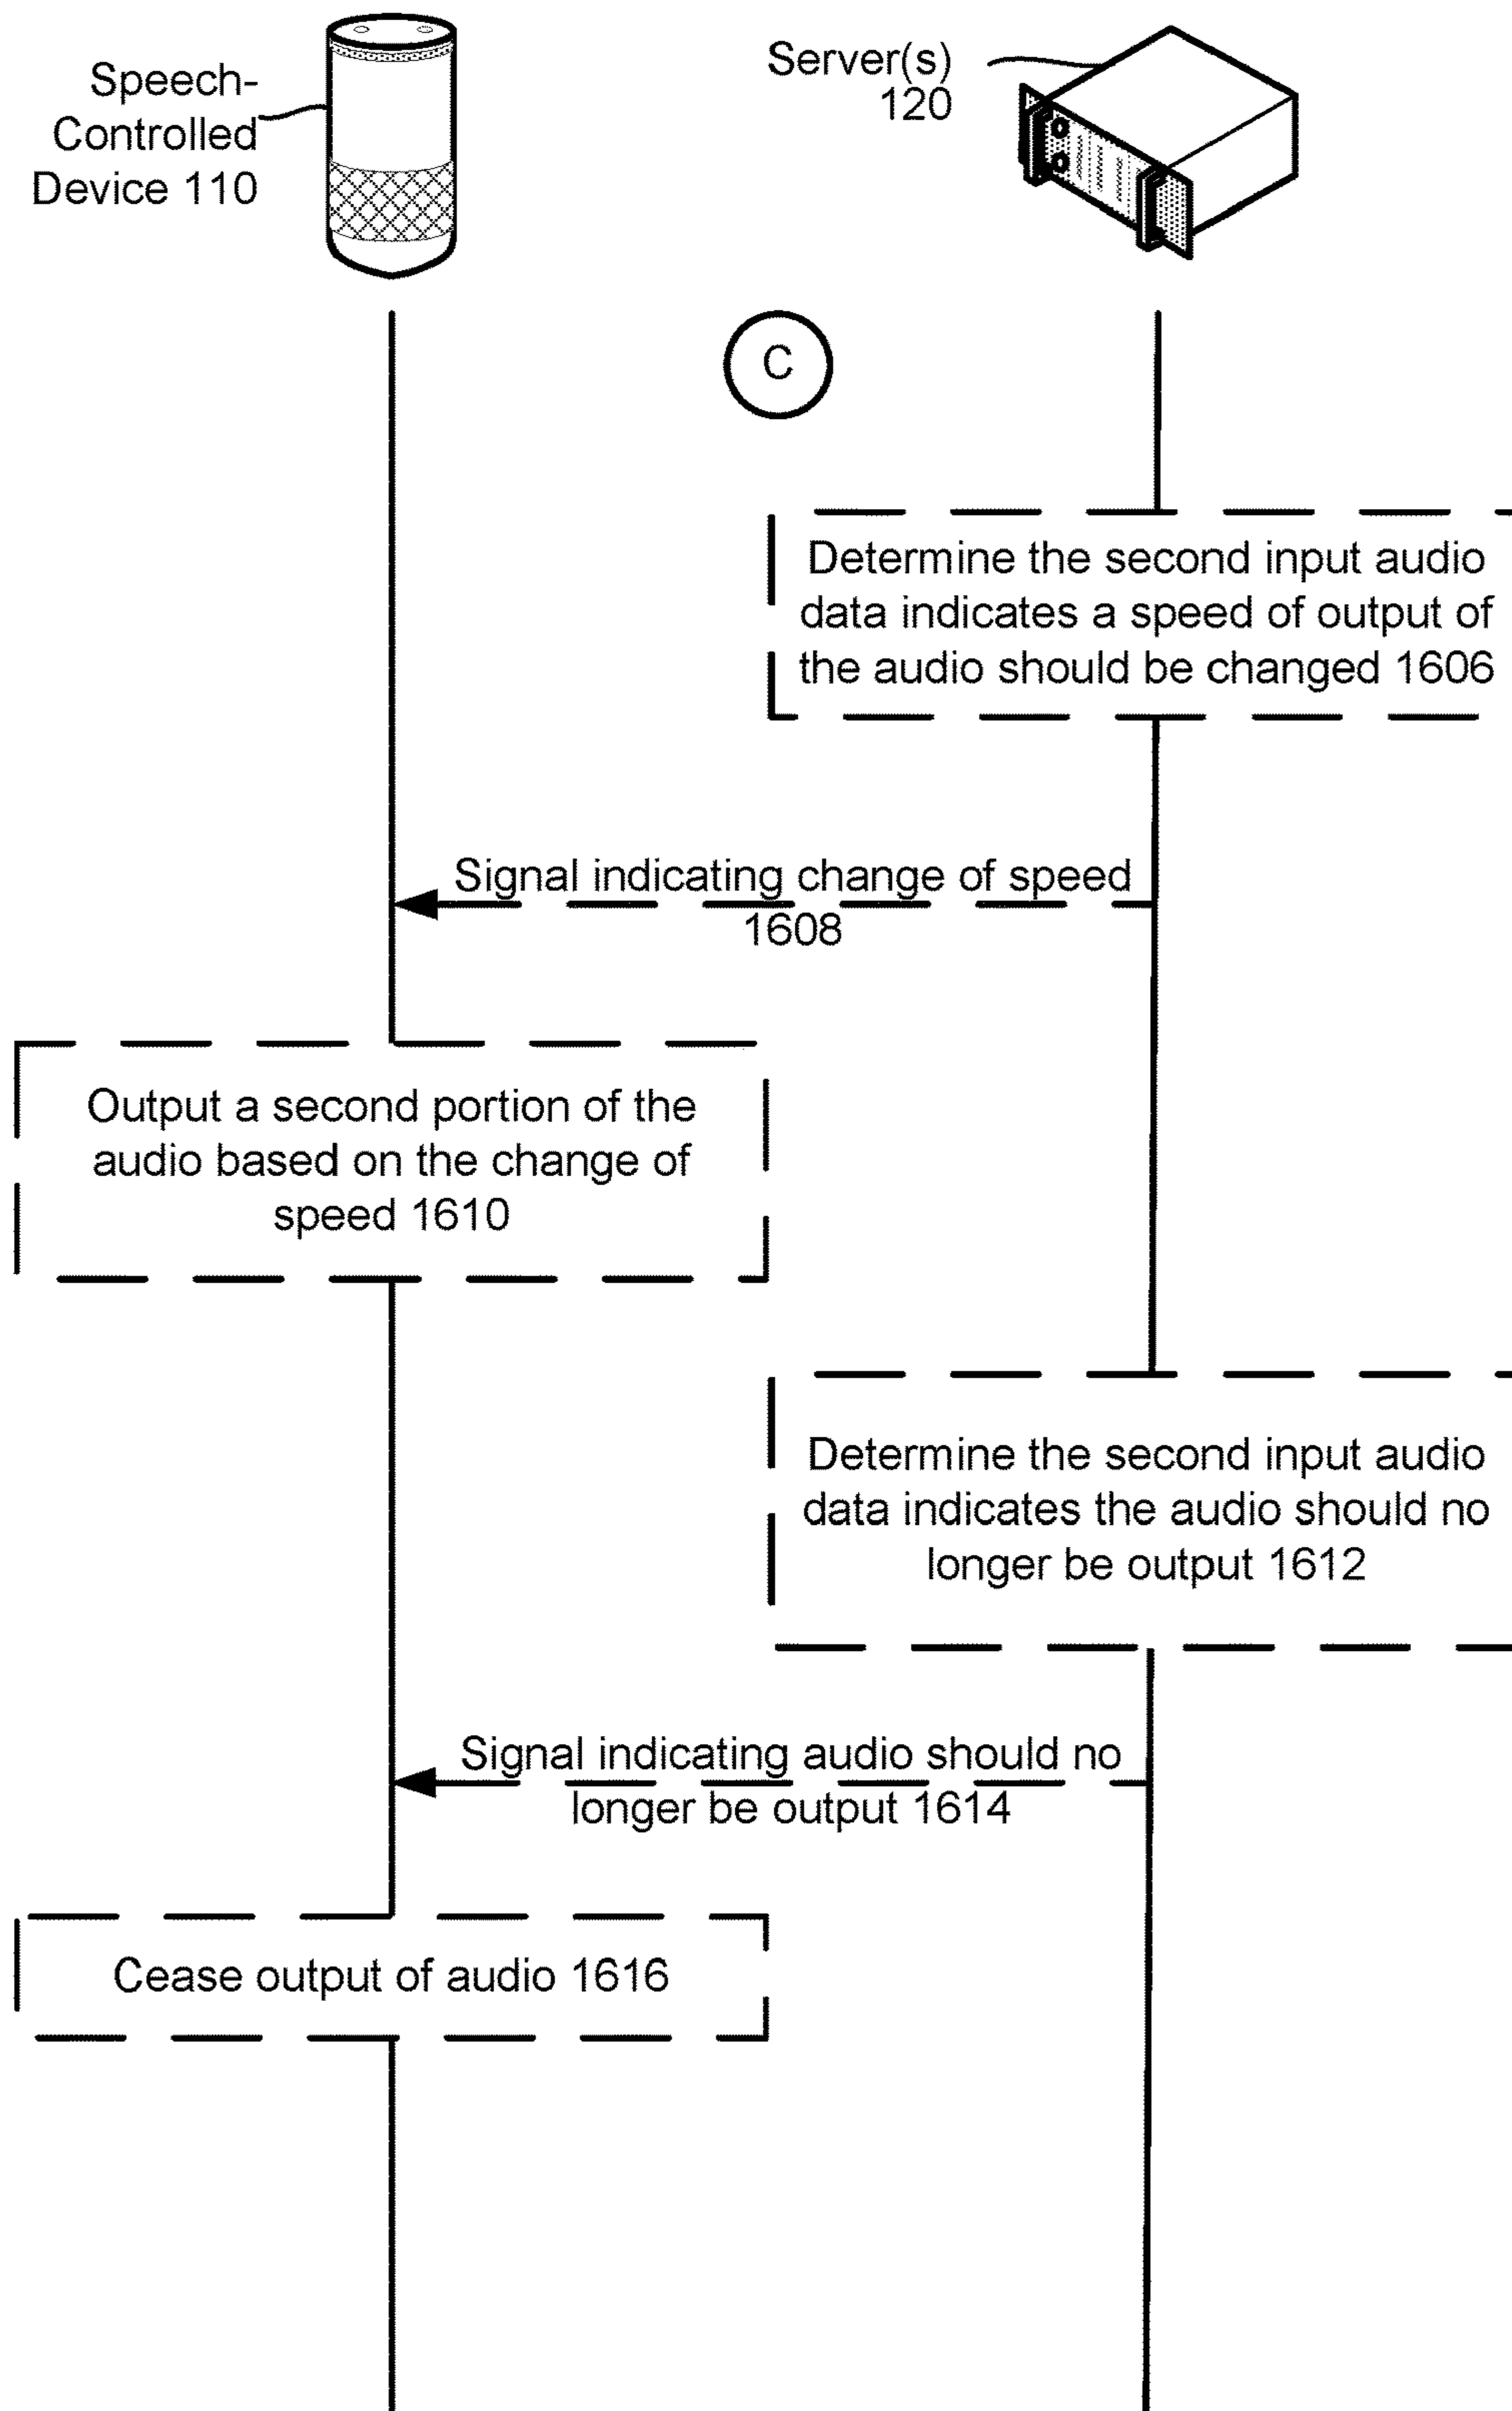 Speech-
Controlled
Device 110
Server(s)
120
C
Determine the second input audio
data indicates a speed of output of
the audio should be changed 1606
Signal indicating change of speed
1608
Output a second portion of the
audio based on the change of
speed 1610
Determine the second input audio
data indicates the audio should no
longer be output 1612
Signal indicating audio should no
longer be output 1614
Cease output of audio 1616